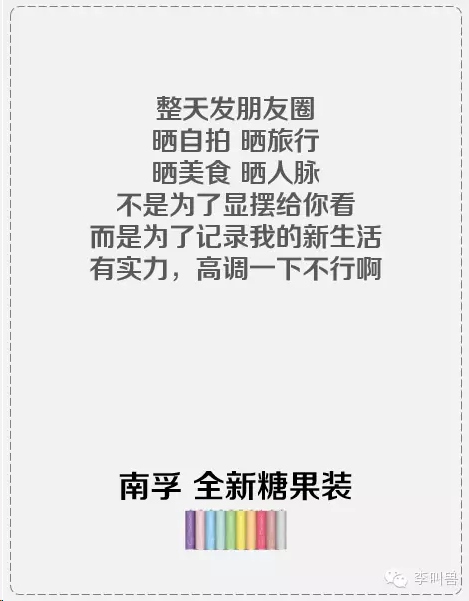 整天发朋友圈
晒自拍 晒旅行
晒美食 晒人脉
不是为了显摆给你看
而是为了记录我的新生活
有实力，高调一下不行啊
南孚 全新糖果装
李叫兽